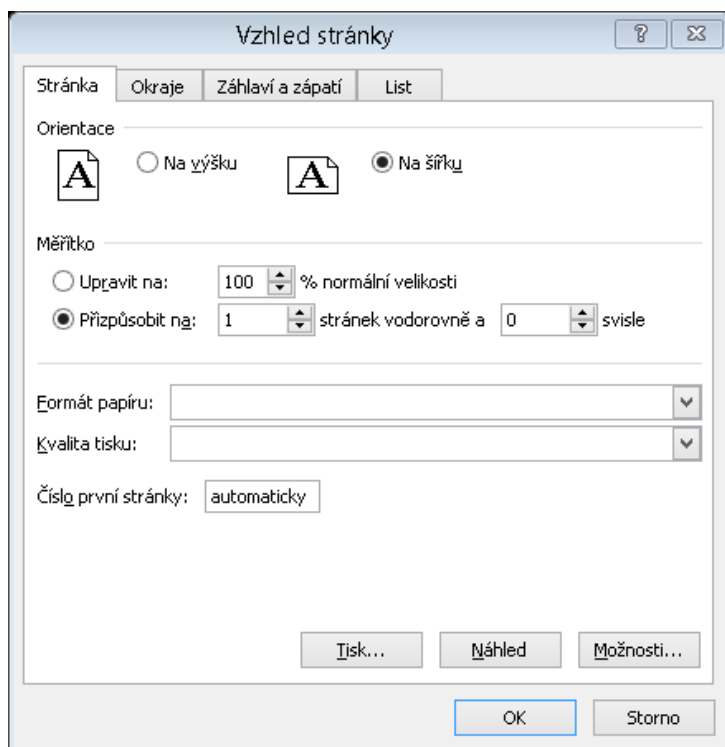 Vzhled stránky
Stránka Okraje Záhlaví a zápatí List
Orientace
A Na výšku A Na šířku
Měřítko
Upravit na: 100 % normální velikosti
Přizpůsobit na: 1 stránek vodorovně a 0 svisle
Formát papíru:
Kvalita tisku:
Číslo první stránky: automaticky
Tisk... Náhled Možnosti...
OK Storno